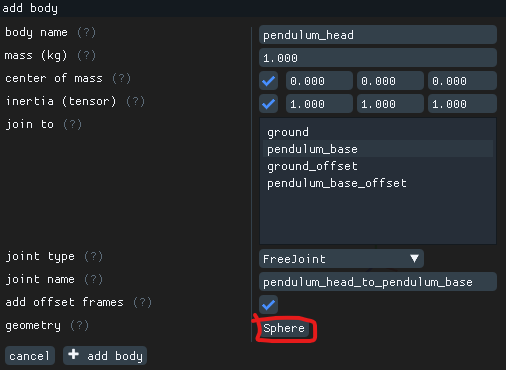 add body
body name (?) pendulum_head
mass (kg) (?) 1.000
center of mass (?) 0.000 0.000 0.000
inertia (tensor) (?) 1.000 1.000 1.000
join to (?)
ground
pendulum_base
ground_offset
pendulum_base_offset
joint type (?) FreeJoint
joint name (?) pendulum_head_to_pendulum_base
add offset frames (?)
geometry (?) Sphere
cancel + add body